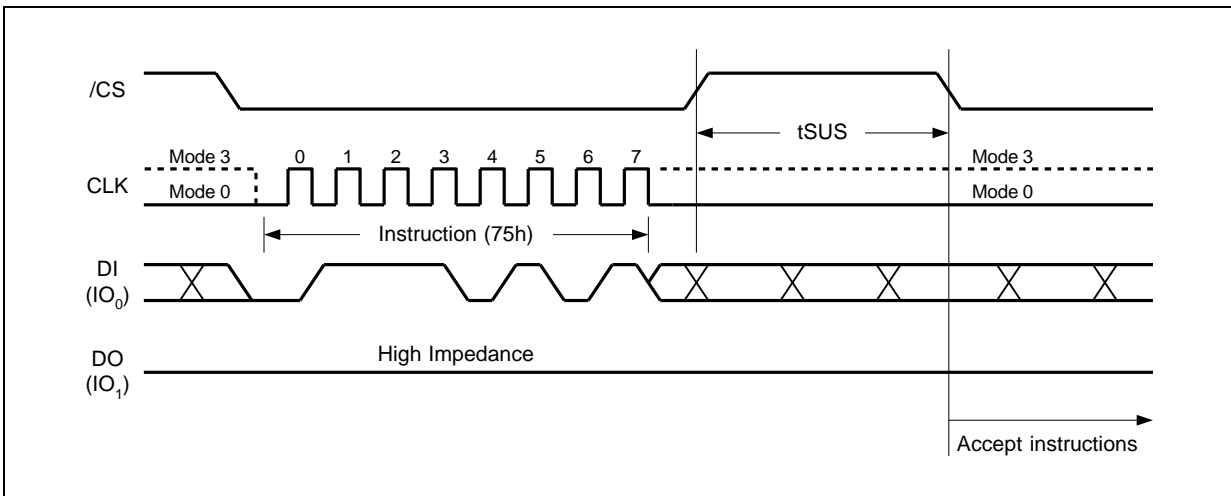 /CS
tSUS
Mode 3 0 1 2 3 4 5 6 7 Mode 3
CLK
Mode 0 Mode 0
Instruction (75h)
DI
(IO0)
High Impedance
DO
(IO1)
Accept instructions